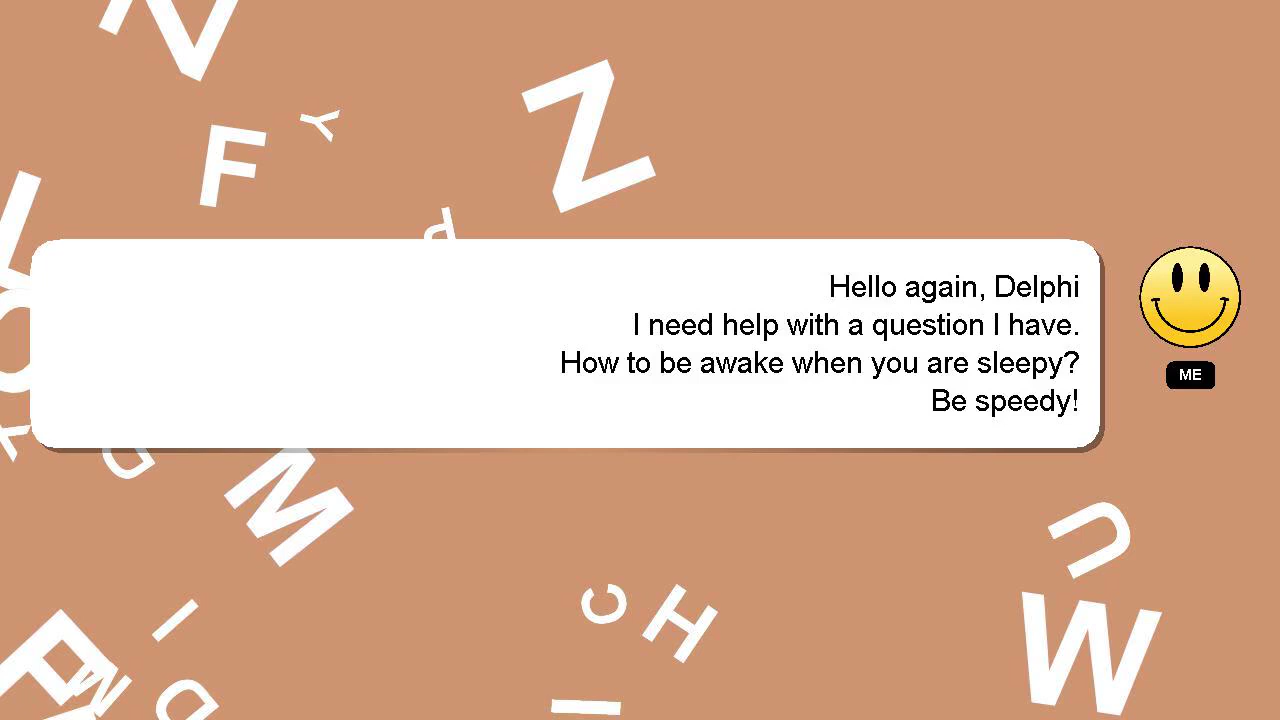 Hello again, Delphi
I need help with a question I have.
How to be awake when you are sleepy?
Be speedy!
ME
V
Z
F
Y
P
M
D
U
C
H
I
W
D